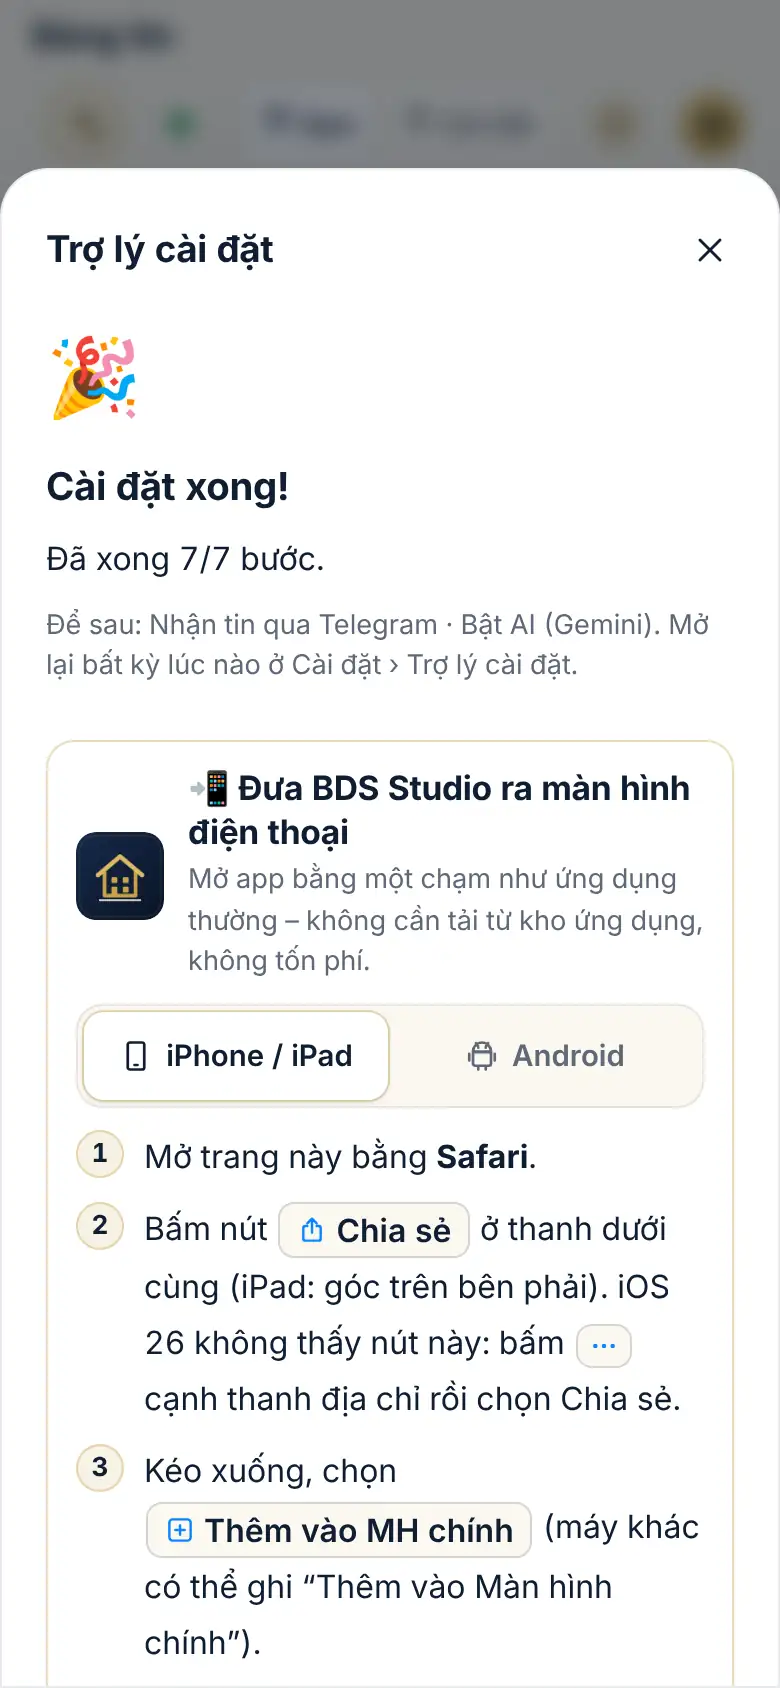 Trợ lý cài đặt
Cài đặt xong!
Đã xong 7/7 bước.
Để sau: Nhận tin qua Telegram · Bật AI (Gemini). Mở
lại bất kỳ lúc nào ở Cài đặt › Trợ lý cài đặt.
Đưa BDS Studio ra màn hình
điện thoại
Mở app bằng một chạm như ứng dụng
thường – không cần tải từ kho ứng dụng,
không tốn phí.
iPhone / iPad
Android
1 Mở trang này bằng Safari.
2 Bấm nút Chia sẻ ở thanh dưới
cùng (iPad: góc trên bên phải). iOS
26 không thấy nút này: bấm ...
cạnh thanh địa chỉ rồi chọn Chia sẻ.
3 Kéo xuống, chọn
Thêm vào MH chính (máy khác
có thể ghi “Thêm vào Màn hình
chính”).